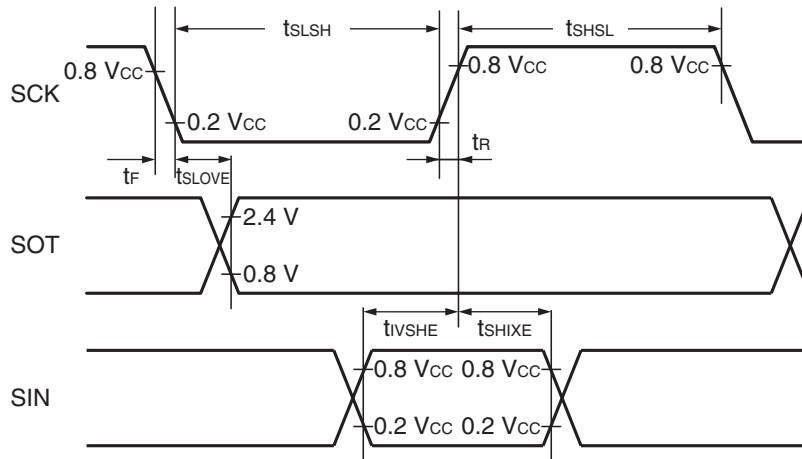 tSLSH tSHSL
SCK 0.8 VCC 0.8 VCC 0.8 VCC
0.2 VCC 0.2 VCC
tF tSLOVE tR
2.4 V
SOT
0.8 V
tIVSHE tSHIXE
0.8 VCC 0.8 VCC
SIN
0.2 VCC 0.2 VCC